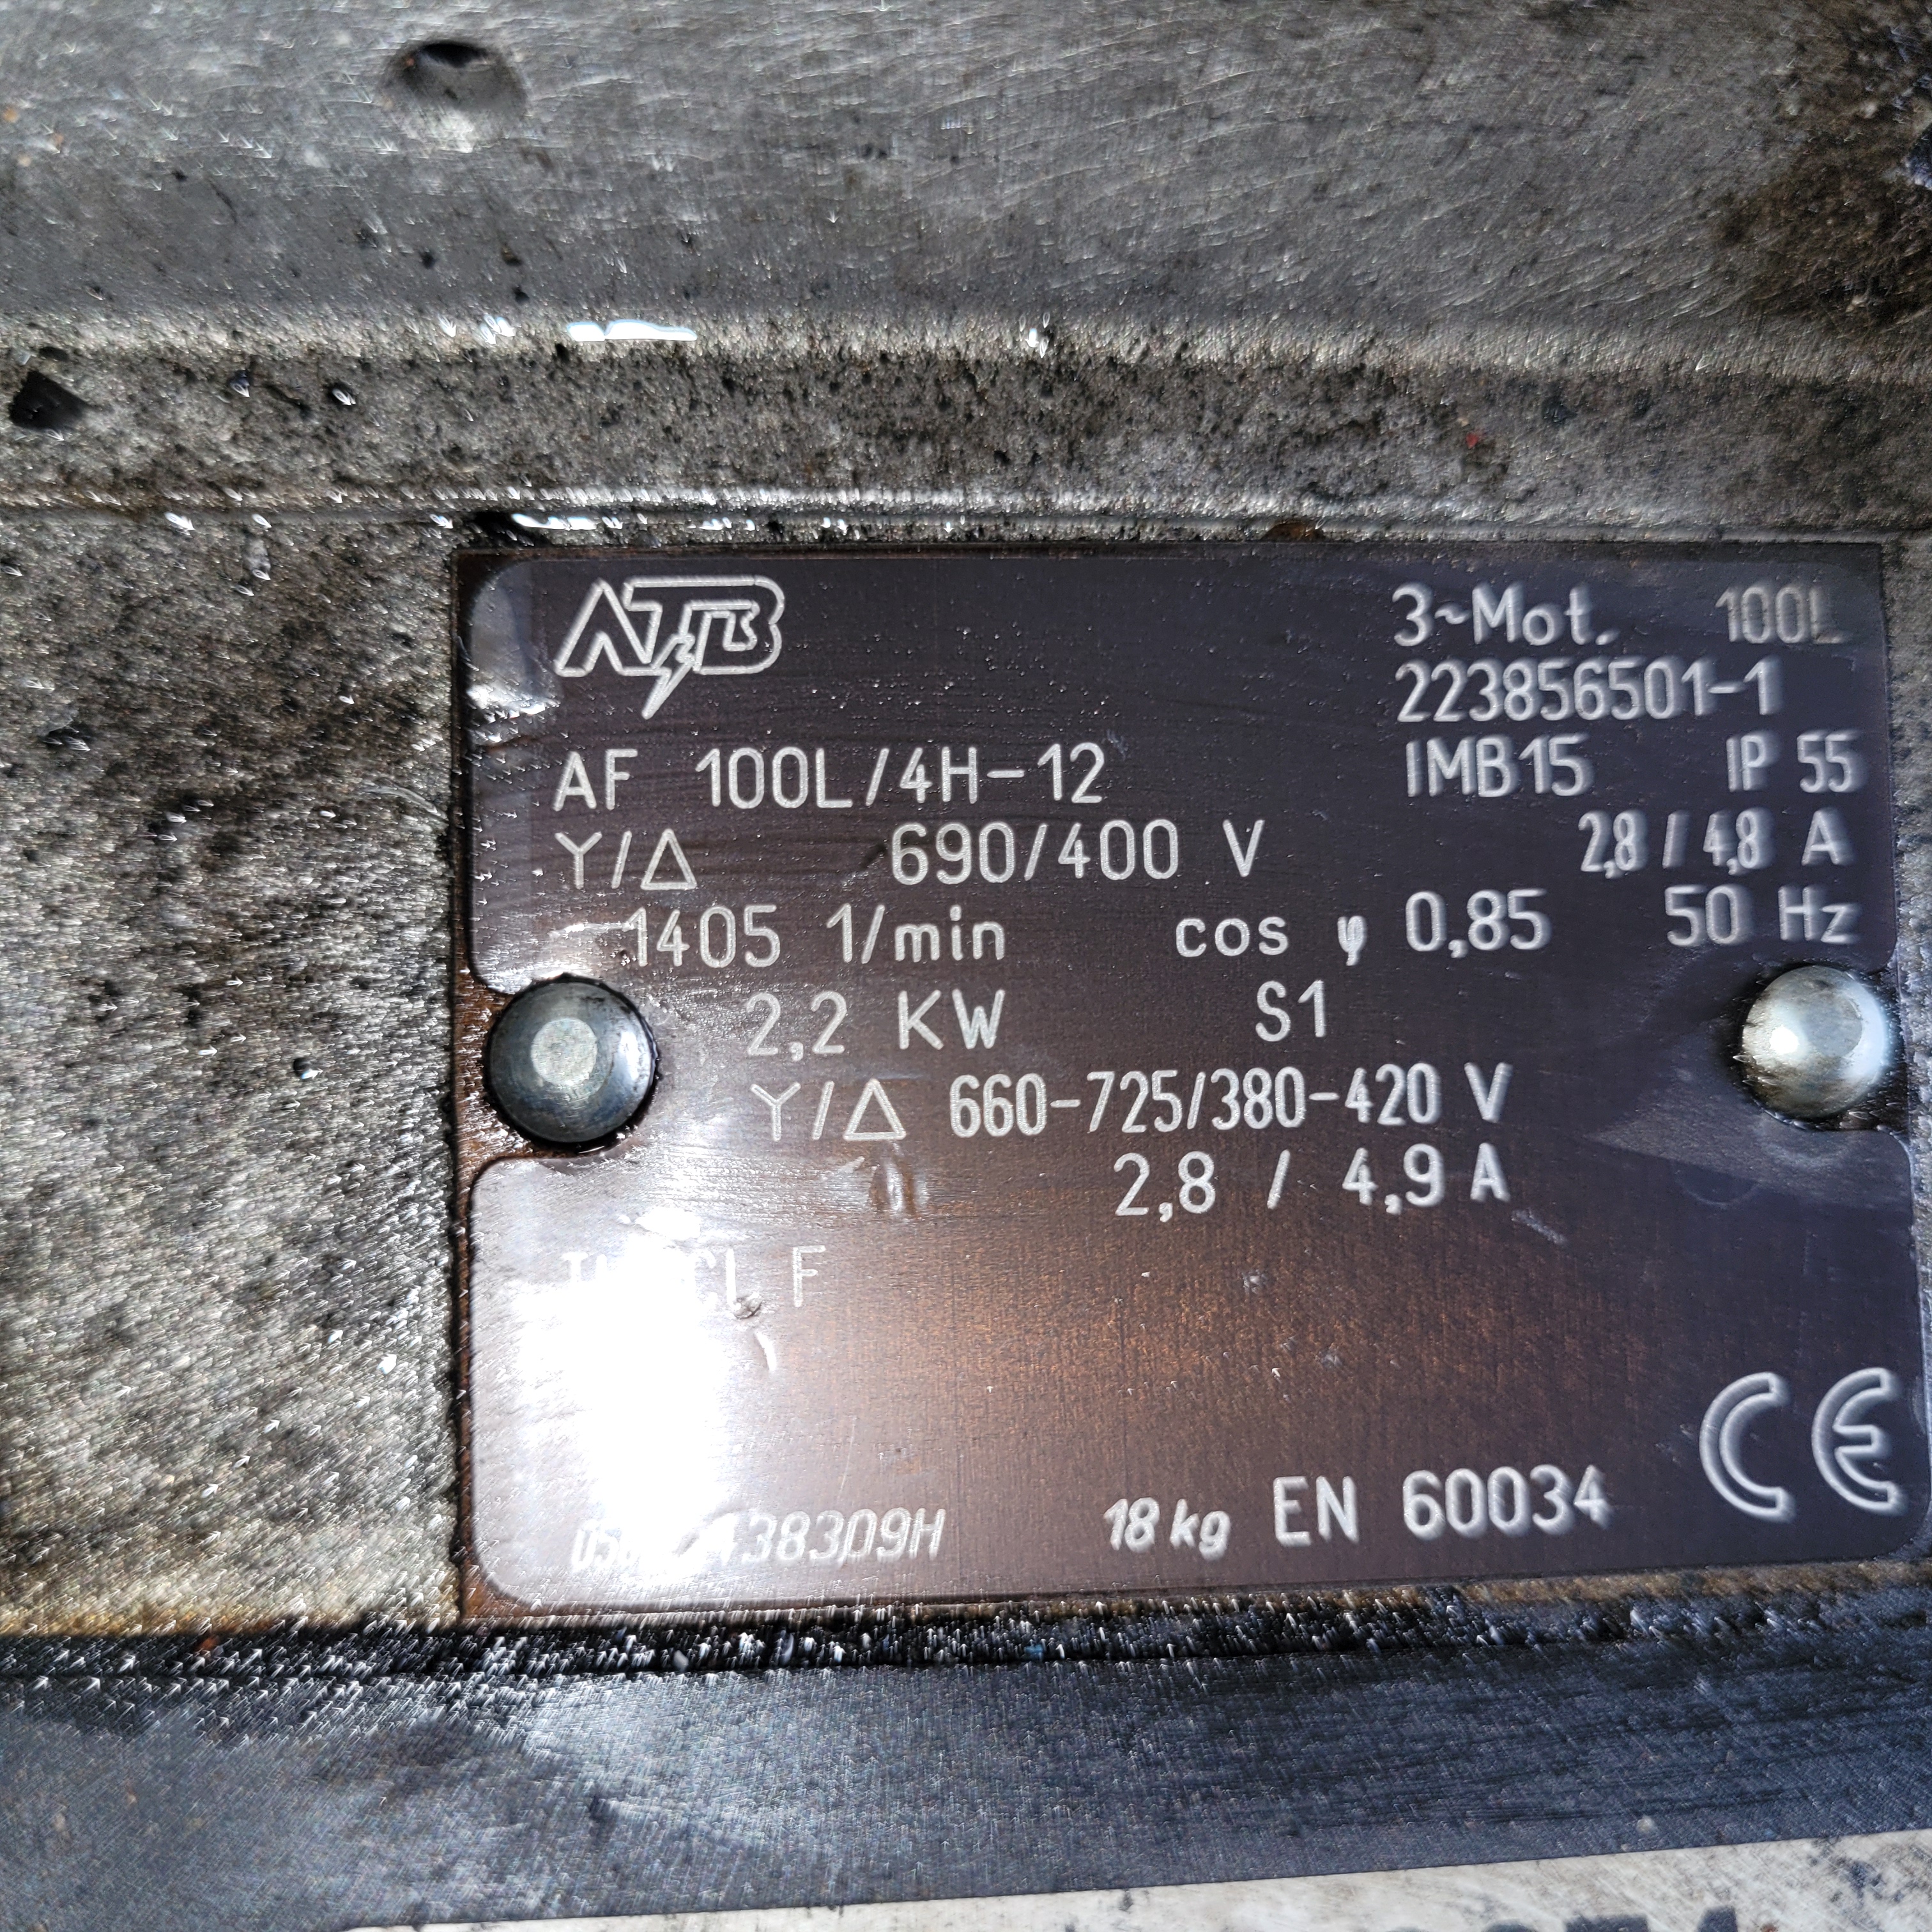 ATB
3~Mot. 100L
223856501-1
AF 100L/4H-12 IMB15 IP 55
Y/Δ 690/400 V 2,8 / 4,8 A
1405 1/min cos φ 0,85 50 Hz
2,2 KW S1
Y/Δ 660-725/380-420 V
2,8 / 4,9 A
F
18 kg EN 60034
CE